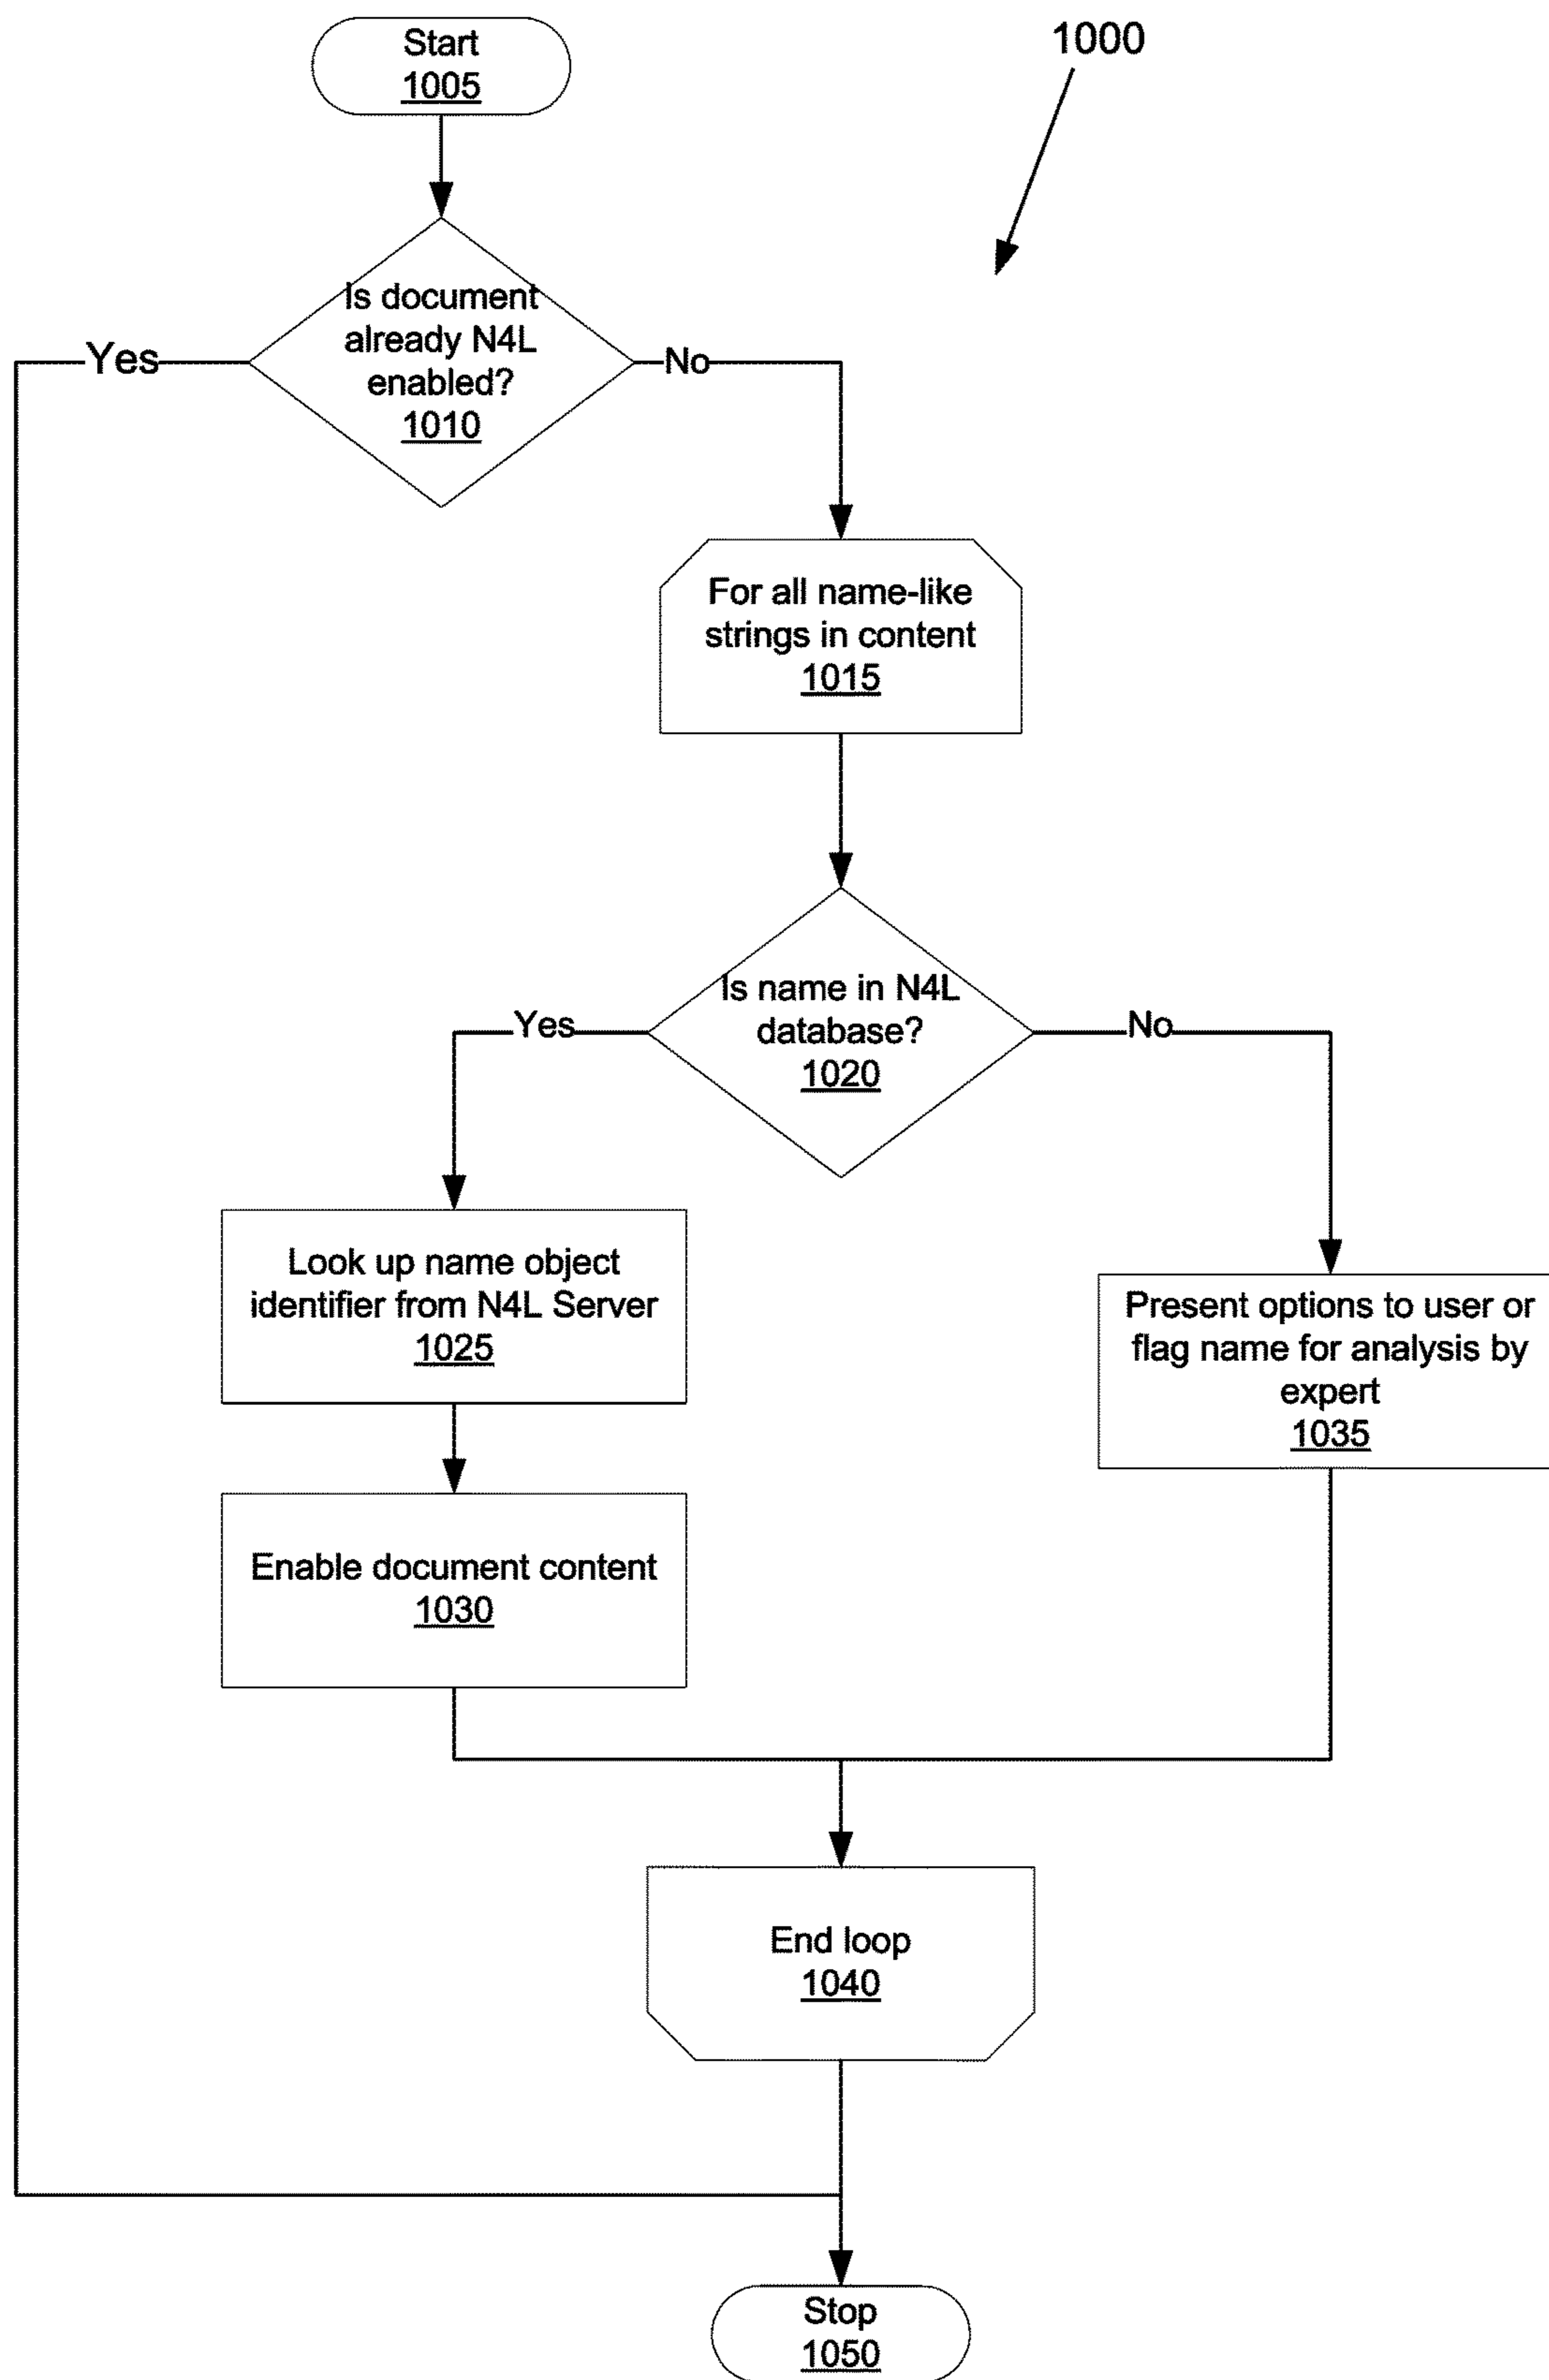 Start
1005
1000
Is document
already N4L
enabled?
1010
Yes
No
For all name-like
strings in content
1015
Is name in N4L
database?
1020
Yes
No
Look up name object
identifier from N4L Server
1025
Present options to user or
flag name for analysis by
expert
1035
Enable document content
1030
End loop
1040
Stop
1050